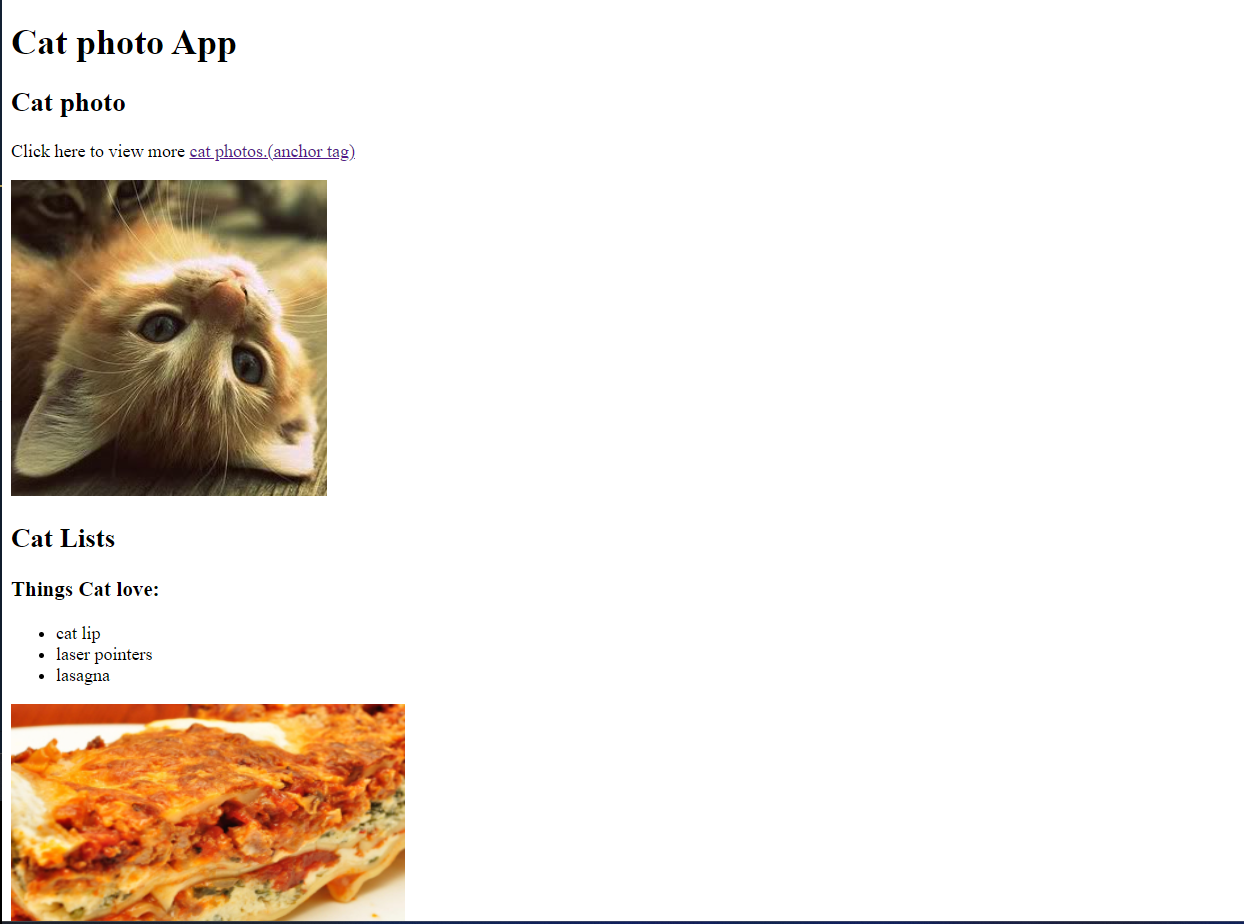 Cat photo App
Cat photo
Click here to view more cat photos.(anchor tag)
Cat Lists
Things Cat love:
cat lip
laser pointers
lasagna